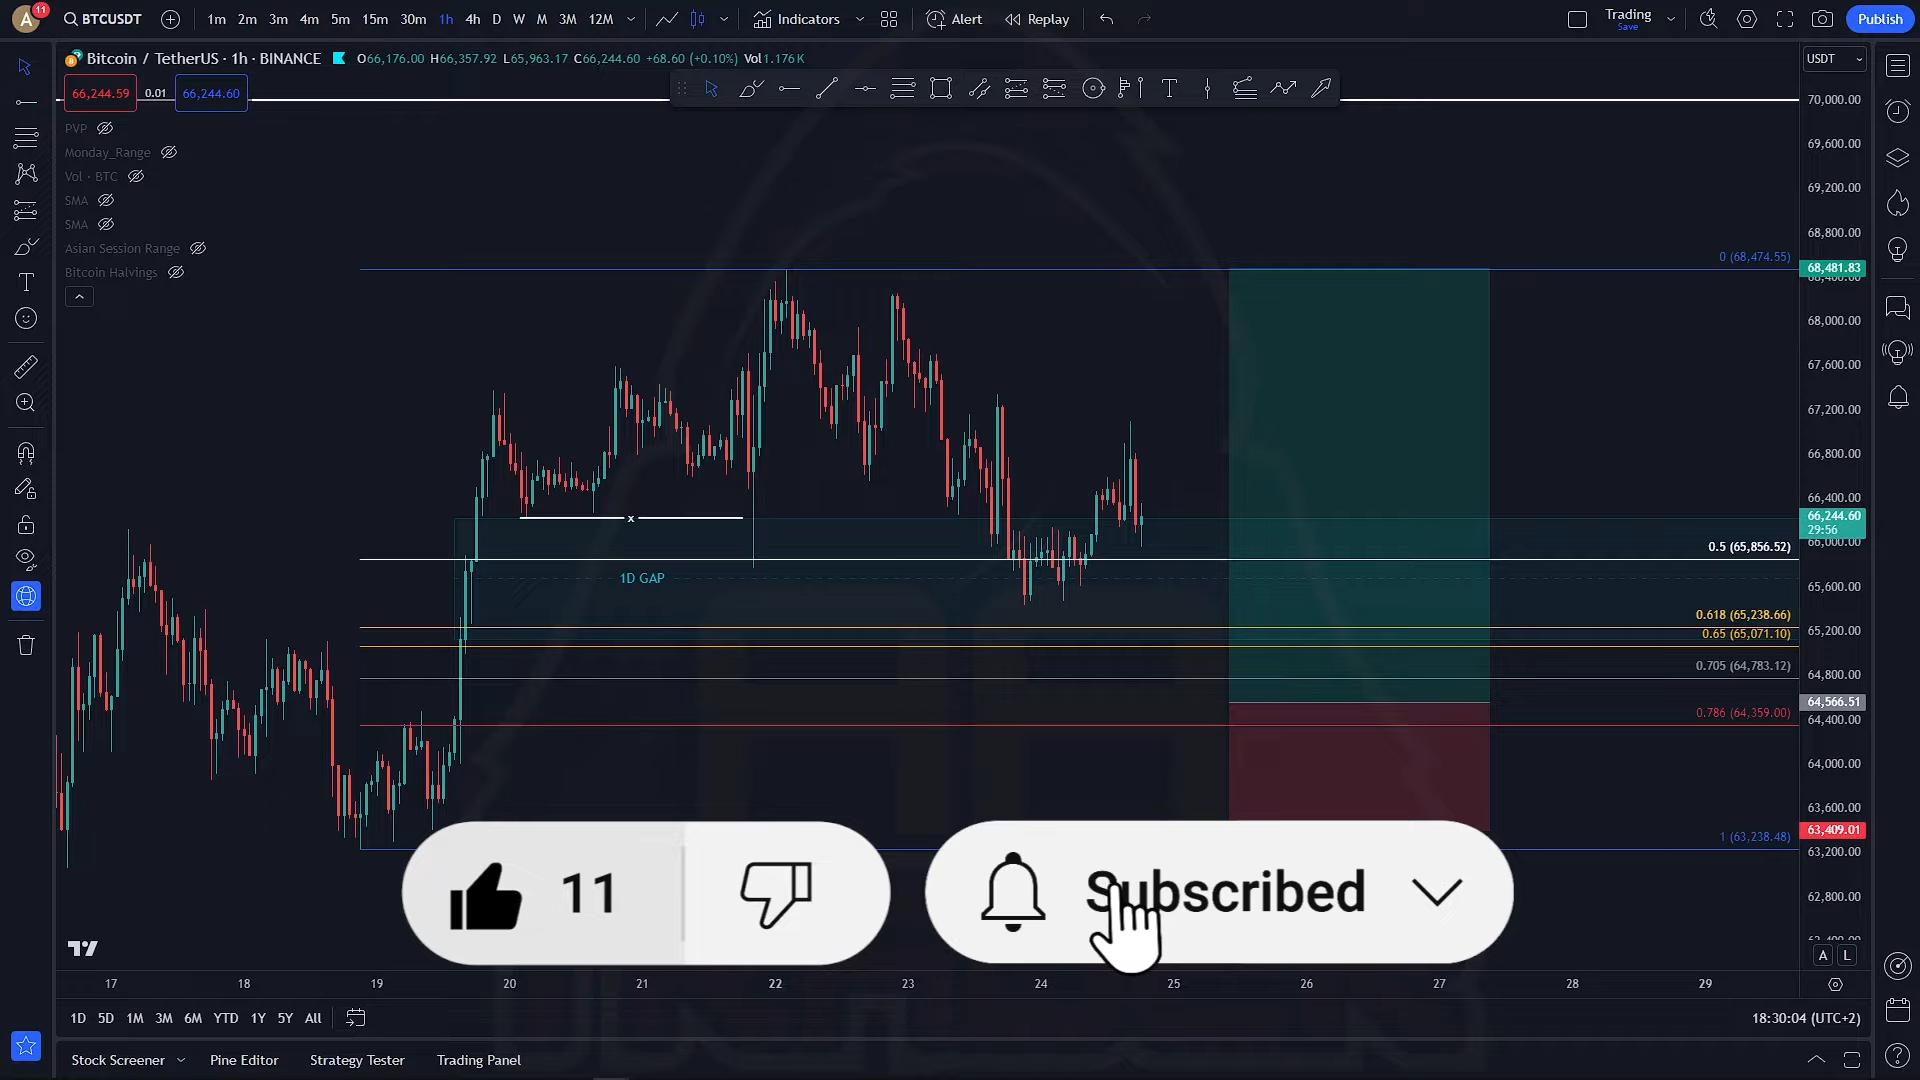 A 11 BTCUSDT 1m 2m 3m 4m 5m 15m 30m 1h 4h D W M 3M 12M Indicators Alert Replay Trading Save Publish
Bitcoin / TetherUS · 1h · BINANCE O66,176.00 H66,357.92 L65,963.17 C66,244.60 +68.60 (+0.10%) Vol1.176K
USDT
66,244.59 0.01 66,244.60
PVP
Monday_Range
Vol · BTC
SMA
SMA
Asian Session Range
Bitcoin Halvings
70,000.00
69,600.00
69,200.00
68,800.00
0 (68,474.55)
68,481.83
68,400.00
68,000.00
67,600.00
67,200.00
66,800.00
66,400.00
66,244.60
29:56
x
66,000.00
0.5 (65,856.52)
1D GAP
65,600.00
0.618 (65,238.66)
65,200.00
0.65 (65,071.10)
0.705 (64,783.12)
64,800.00
64,566.51
0.786 (64,359.00)
64,400.00
64,000.00
63,600.00
63,409.01
1 (63,238.48)
63,200.00
62,800.00
11
Subscribed
A L
17 18 19 20 21 22 23 24 25 26 27 28 29
1D 5D 1M 3M 6M YTD 1Y 5Y All
18:30:04 (UTC+2)
Stock Screener Pine Editor Strategy Tester Trading Panel